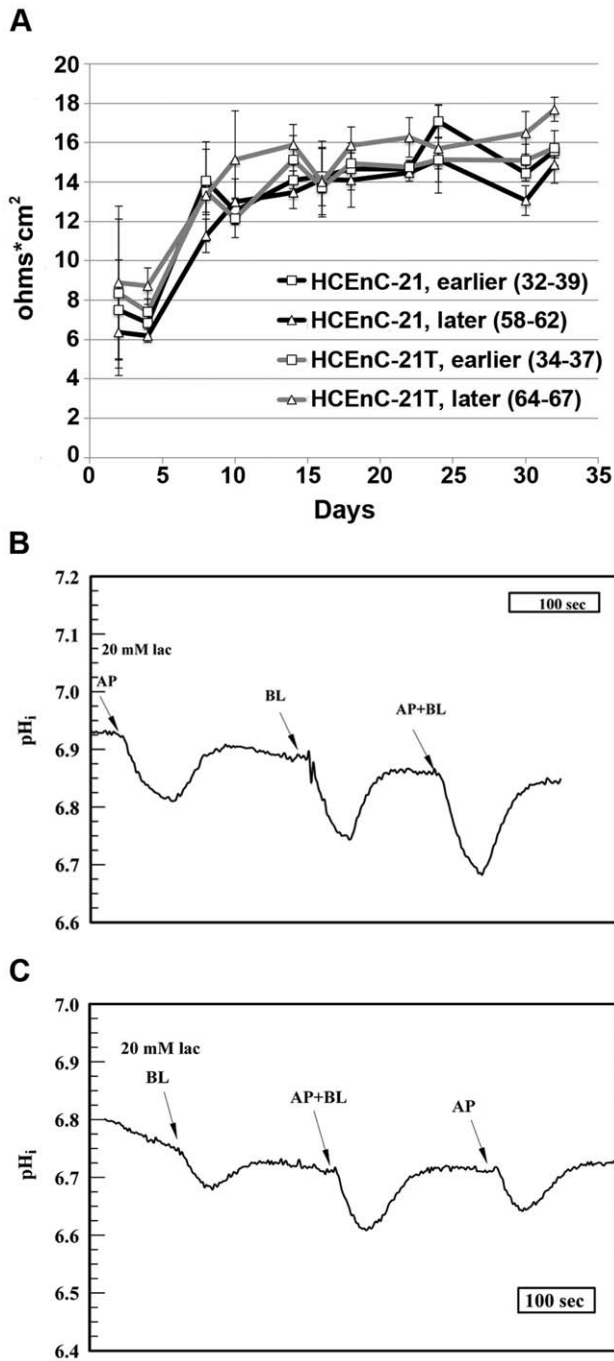 A
20
18
16
14
12
10
8
6
4
2
0
ohms*cm²
HCEnC-21, earlier (32-39)
HCEnC-21, later (58-62)
HCEnC-21T, earlier (34-37)
HCEnC-21T, later (64-67)
0 5 10 15 20 25 30 35
Days
B
7.2
7.1
7.0
6.9
6.8
6.7
6.6
pHi
100 sec
20 mM lac
AP
BL
AP+BL
C
7.0
6.9
6.8
6.7
6.6
6.5
6.4
pHi
20 mM lac
BL
AP+BL
AP
100 sec